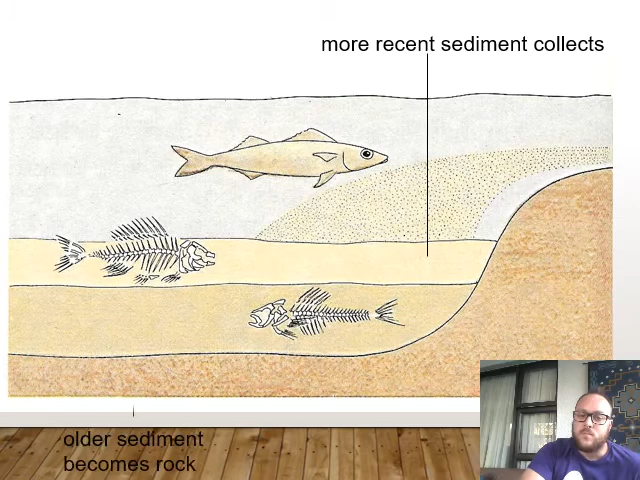 more recent sediment collects
older sediment
becomes rock